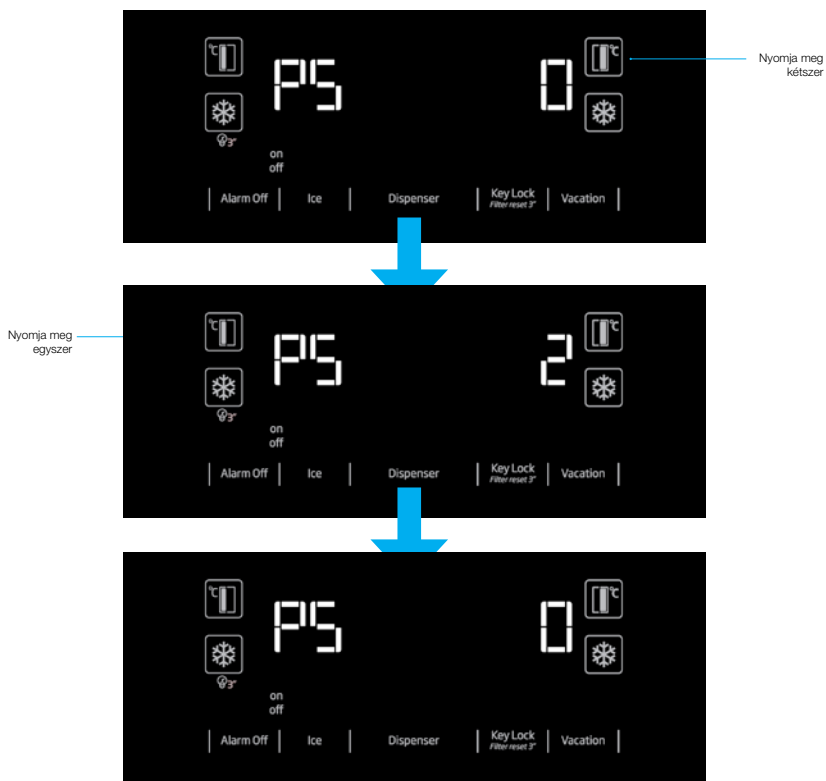 °C
PS 0
°C
Nyomja meg
kétszer
3"
on
off
Alarm Off Ice Dispenser Key Lock Vacation
Filter reset 3"
Nyomja meg
egyszer
°C
PS 2
°C
3"
on
off
Alarm Off Ice Dispenser Key Lock Vacation
Filter reset 3"
°C
PS 0
°C
3"
on
off
Alarm Off Ice Dispenser Key Lock Vacation
Filter reset 3"